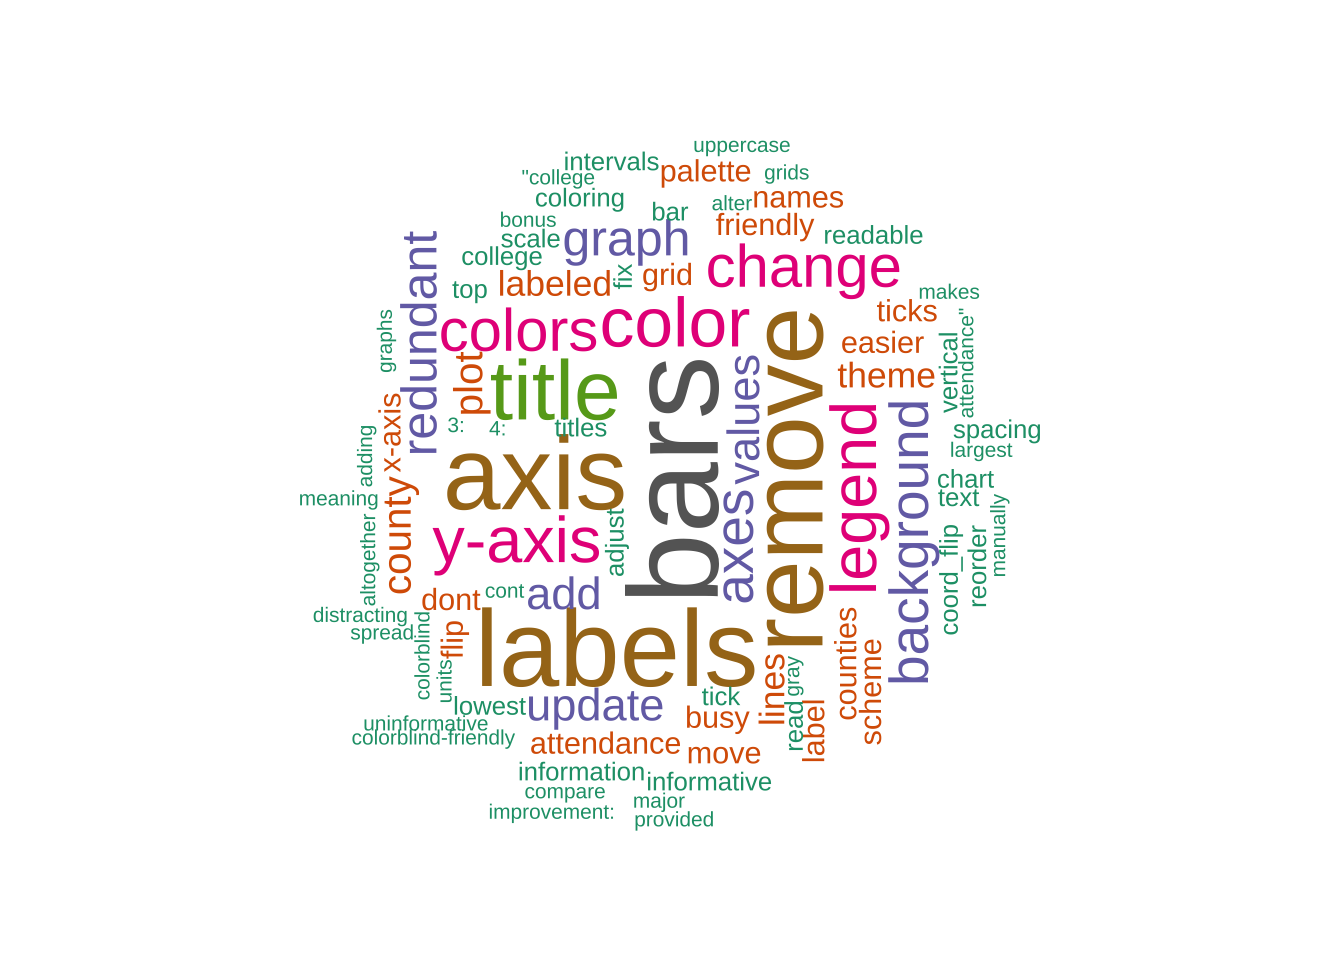 uppercase
intervals
palette
grids
"college
coloring
alter
names
bonus
bar
friendly
scale
graph
readable
college
fix
grid
change
top
labeled
makes
redundant
colors
color
ticks
graphs
easier
attendance"
vertical
plot
title
bars
values
remove
theme
x-axis
3:
4:
titles
legend
background
spacing
adding
axis
largest
meaning
county
axes
chart
text
manually
altogether
y-axis
adjust
coord_flip
reorder
cont
add
dont
distracting
spread
colorblind
flip
labels
counties
scheme
units
lines
gray
lowest
update
tick
read
label
uninformative
busy
colorblind-friendly
attendance
move
information
informative
compare
major
improvement:
provided